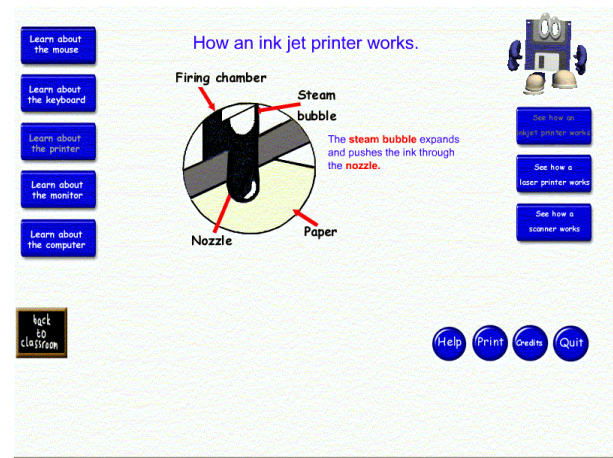 Learn about
the mouse
Learn about
the keyboard
Learn about
the printer
Learn about
the monitor
Learn about
the computer
back
to
classroom
How an ink jet printer works.
Firing chamber
Steam
bubble
The steam bubble expands
and pushes the ink through
the nozzle.
Nozzle
Paper
See how an
inkjet printer works
See how a
laser printer works
See how a
scanner works
Help
Print
Credits
Quit